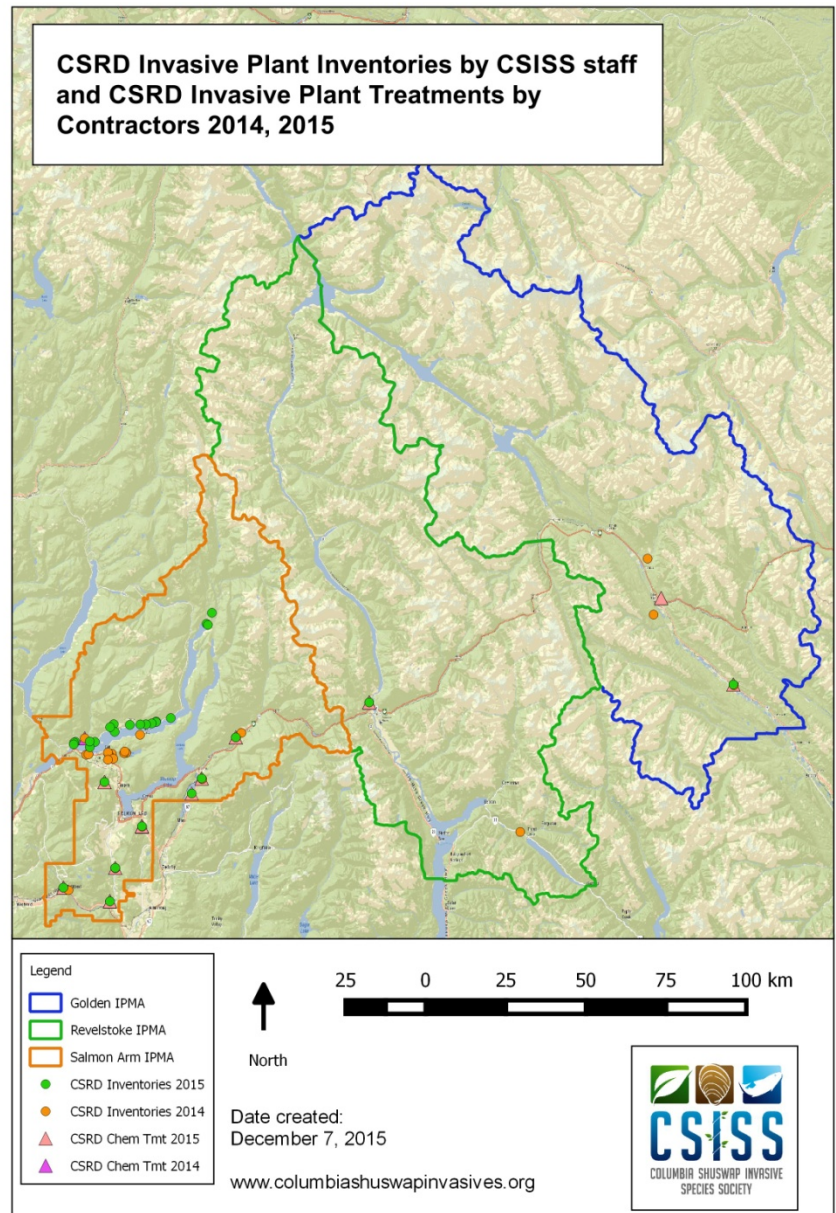 CSRD Invasive Plant Inventories by CSISS staff
and CSRD Invasive Plant Treatments by
Contractors 2014, 2015
Legend
Golden IPMA
Revelstoke IPMA
Salmon Arm IPMA
CSRD Inventories 2015
CSRD Inventories 2014
CSRD Chem Tmt 2015
CSRD Chem Tmt 2014
North
25 0 25 50 75 100 km
Date created:
December 7, 2015
www.columbiashuswapinvasives.org
CSISS
COLUMBIA SHUSWAP INVASIVE
SPECIES SOCIETY